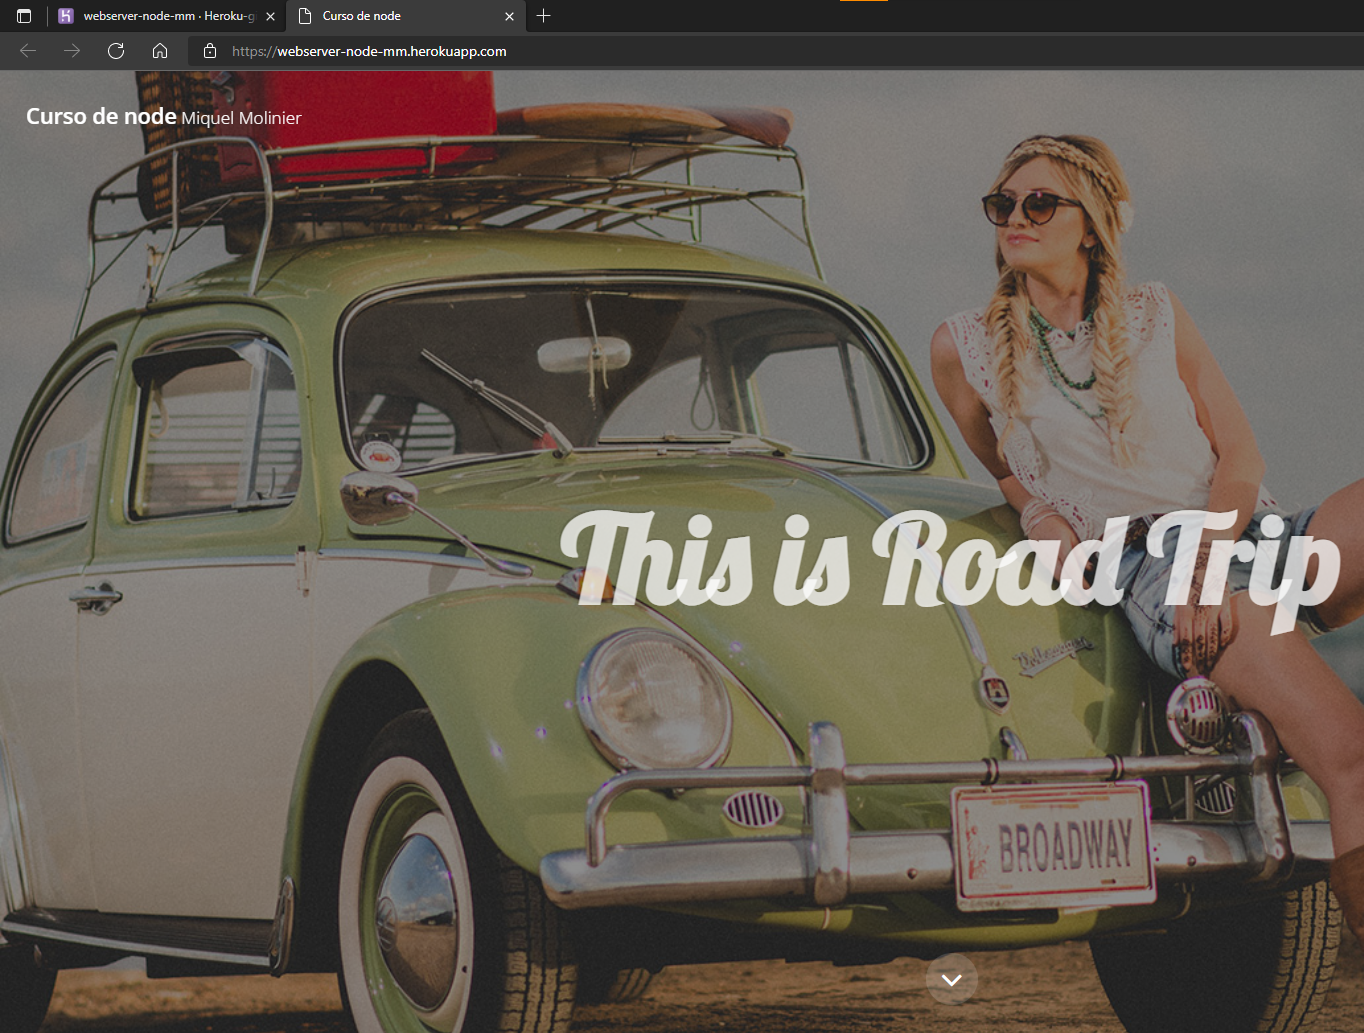 webserver-node-mm · Heroku-g
Curso de node
https://webserver-node-mm.herokuapp.com
Curso de node Miquel Molinier
This is Road Trip
Volkswagen
BROADWAY